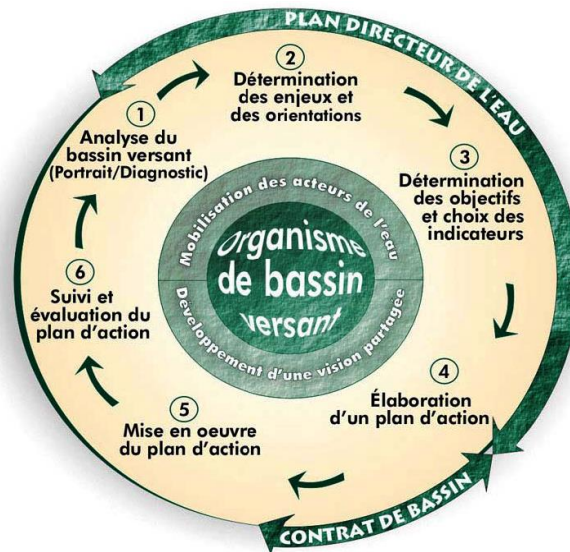 PLAN DIRECTEUR DE L'EAU
1
Analyse du
bassin versant
(Portrait/Diagnostic)
2
Détermination
des enjeux et
des orientations
3
Détermination
des objectifs
et choix des
indicateurs
4
Élaboration
d'un plan d'action
5
Mise en oeuvre
du plan d'action
6
Suivi et
évaluation du
plan d'action
Mobilisation des acteurs de l'eau
Organisme
de bassin
versant
Developpement d'une vision partagée
CONTRAT DE BASSIN